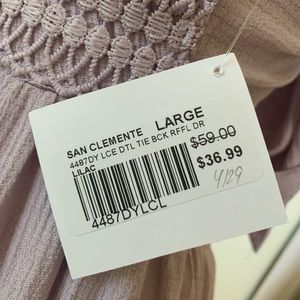 SAN CLEMENTE LARGE
4487DY LCE DTL TIE BCK RFFL DR
LILAC
$59.00
$36.99
4487DYLCL
4/29